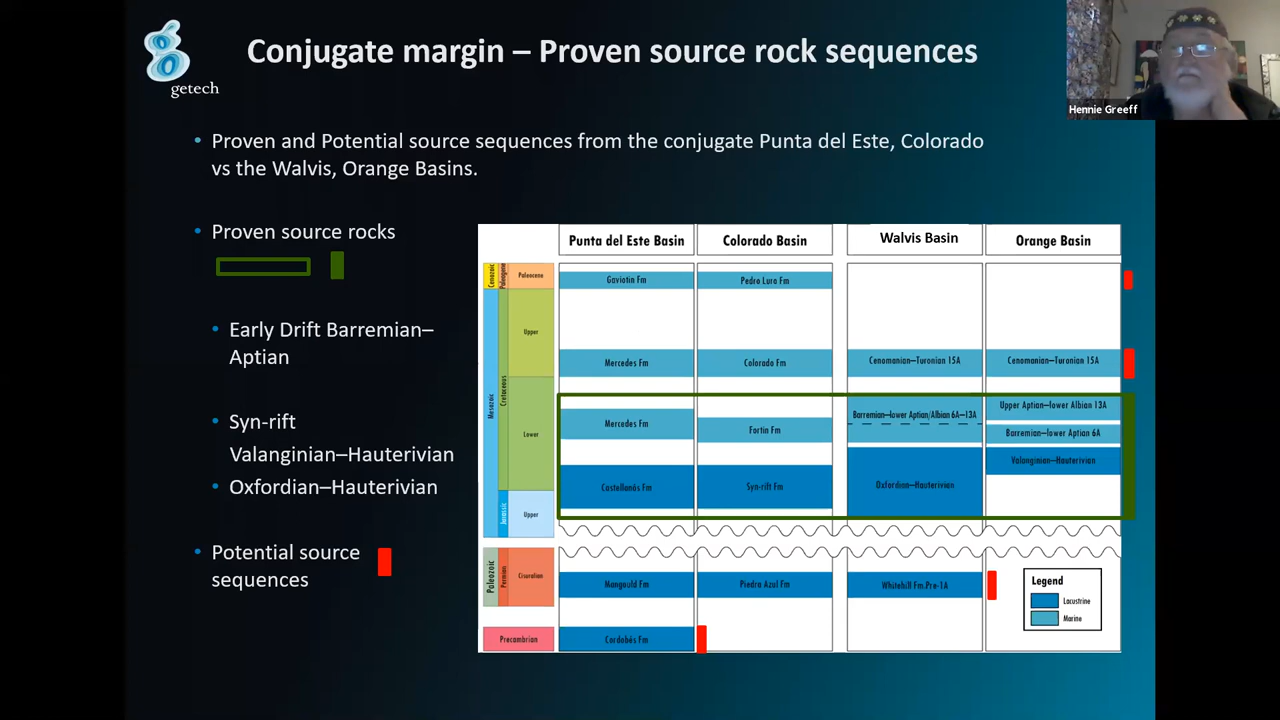 getech
Conjugate margin – Proven source rock sequences
Hennie Greeff
• Proven and Potential source sequences from the conjugate Punta del Este, Colorado
vs the Walvis, Orange Basins.
• Proven source rocks
• Early Drift Barremian–
Aptian
• Syn-rift
Valanginian–Hauterivian
• Oxfordian–Hauterivian
• Potential source
sequences
Punta del Este Basin Colorado Basin Walvis Basin Orange Basin
Cenozoic Paleogene Paleocene Gaviotin Fm Pedro Luro Fm
Mesozoic Cretaceous Upper
Mercedes Fm Colorado Fm Cenomanian–Turonian 15A Cenomanian–Turonian 15A
Lower Mercedes Fm Fortin Fm Barremian–lower Aptian/Albian 6A–13A Upper Aptian–lower Albian 13A
Barremian–lower Aptian 6A
Valanginian–Hauterivian
Castellanos Fm Syn-rift Fm Oxfordian–Hauterivian
Jurassic Upper
Paleozoic Permian Cisuralian Mangould Fm Piedra Azul Fm Whitehill Fm.Pre-1A
Precambrian Cordobés Fm
Legend
Lacustrine
Marine